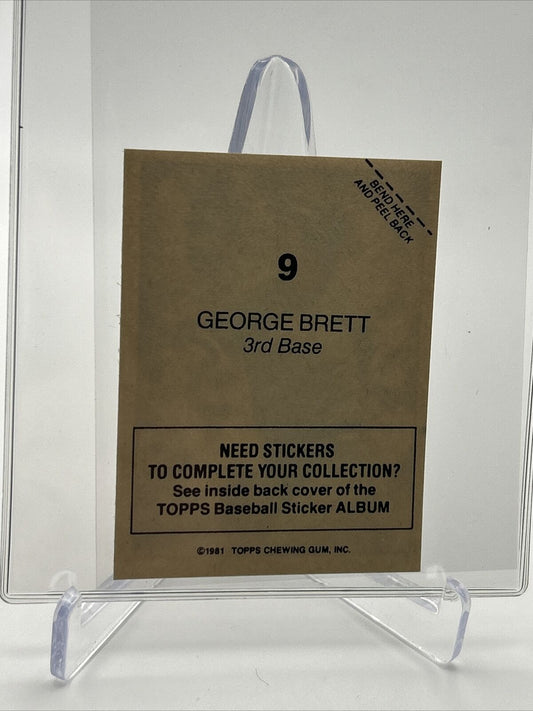 BEND HERE
AND PEEL BACK
9
GEORGE BRETT
3rd Base
NEED STICKERS
TO COMPLETE YOUR COLLECTION?
See inside back cover of the
TOPPS Baseball Sticker ALBUM
©1981 TOPPS CHEWING GUM, INC.